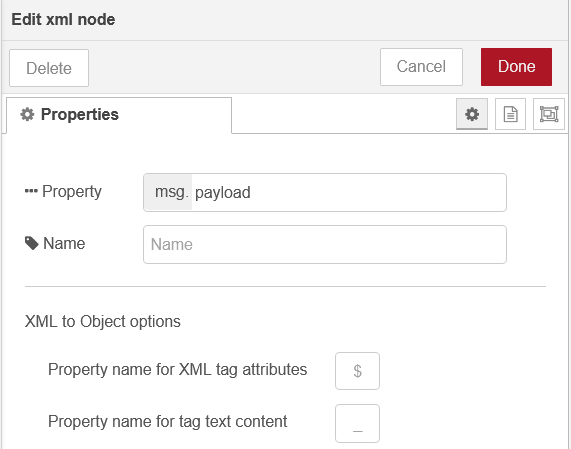 Edit xml node
Delete
Cancel
Done
Properties
Property
msg. payload
Name
Name
XML to Object options
Property name for XML tag attributes
$
Property name for tag text content
_